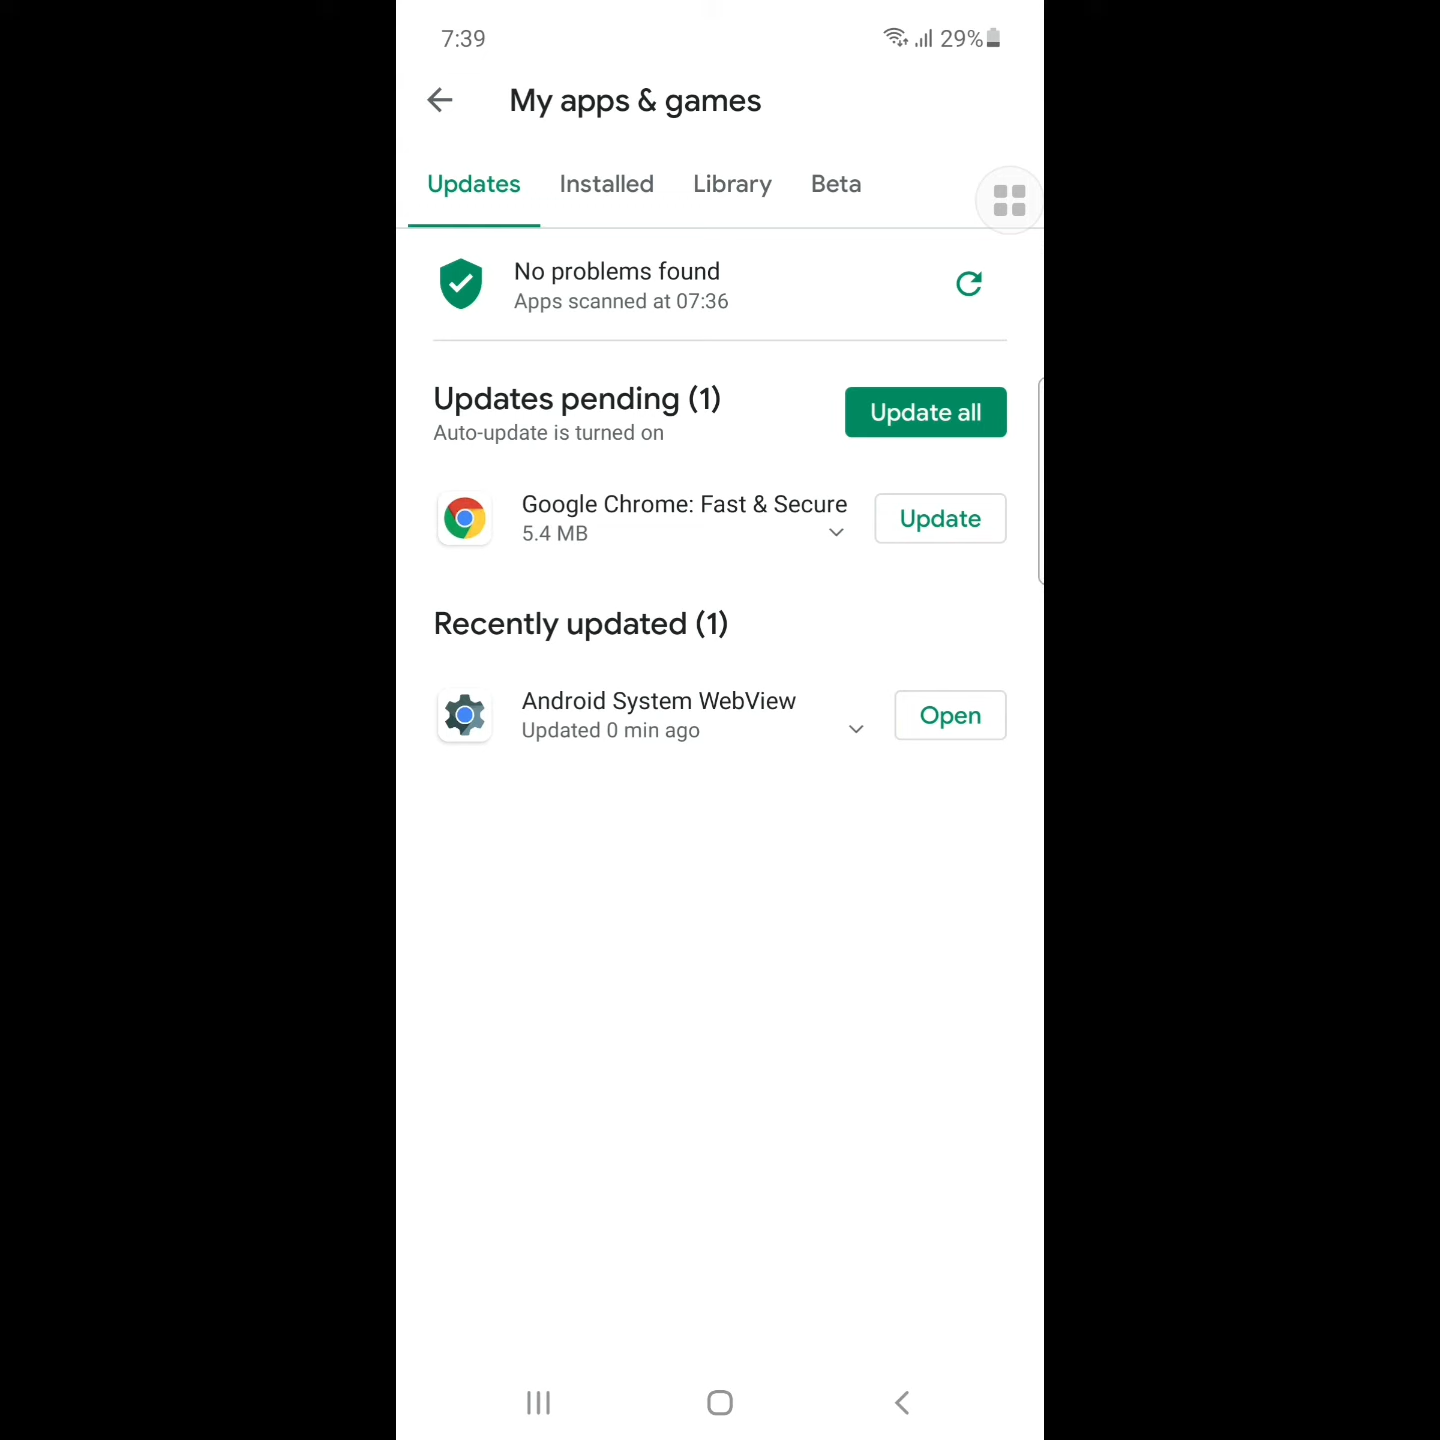 7:39
29%
My apps & games
Updates
Installed
Library
Beta
No problems found
Apps scanned at 07:36
Updates pending (1)
Auto-update is turned on
Update all
Google Chrome: Fast & Secure
5.4 MB
Update
Recently updated (1)
Android System WebView
Updated 0 min ago
Open